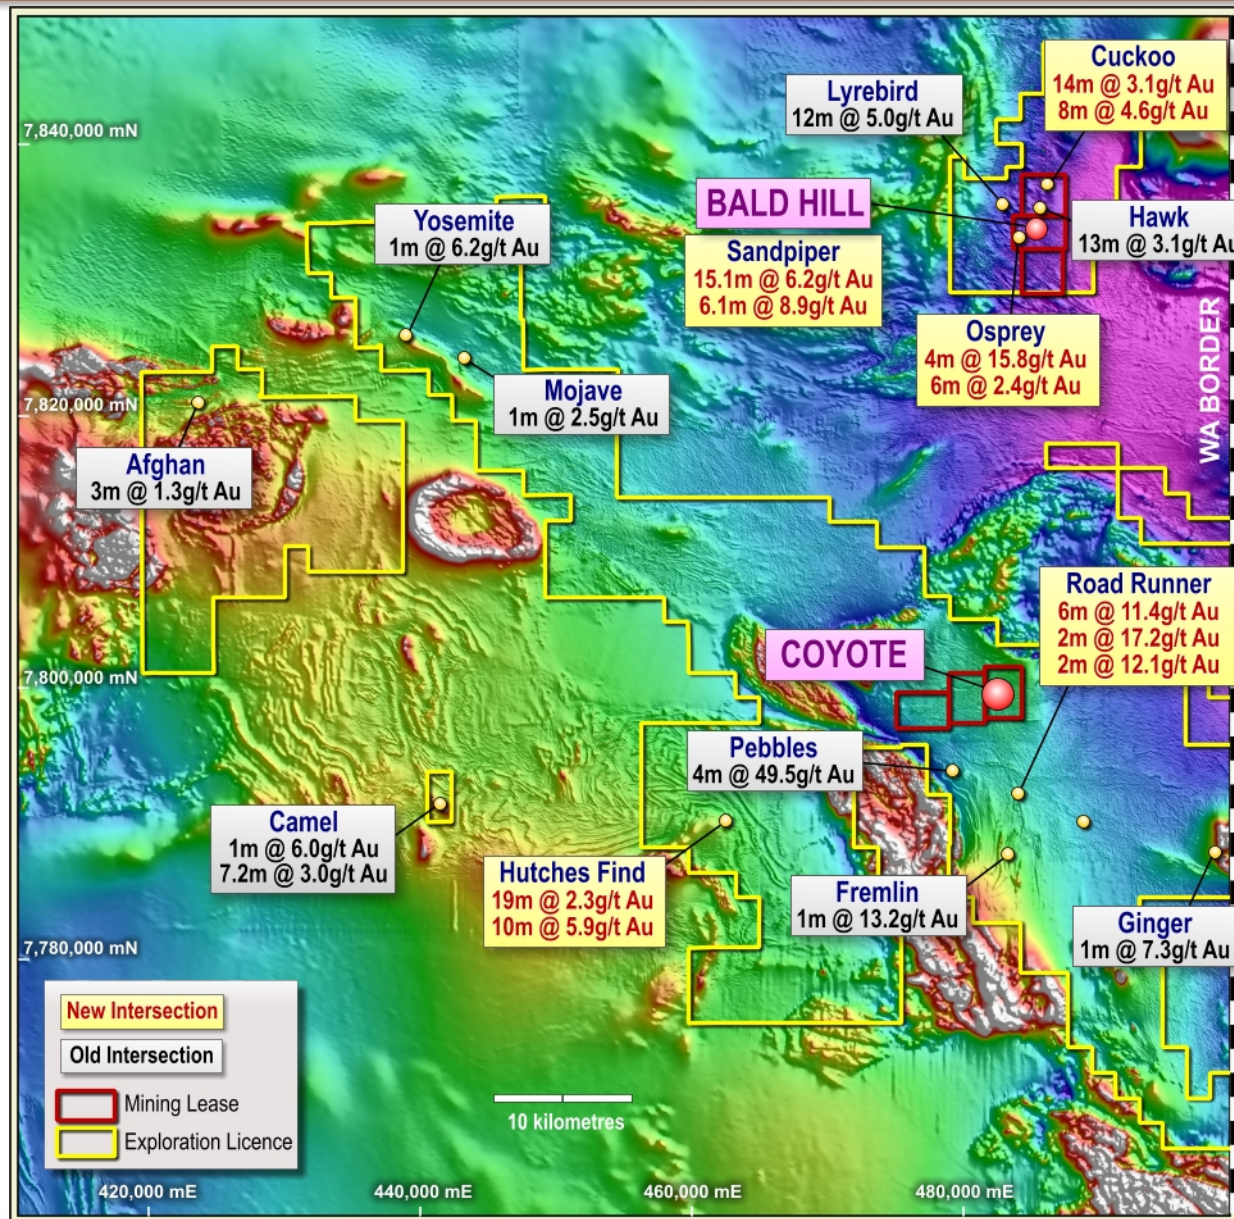 Cuckoo
14m @ 3.1g/t Au
8m @ 4.6g/t Au
Lyrebird
12m @ 5.0g/t Au
7,840,000 mN
BALD HILL
Hawk
13m @ 3.1g/t Au
Yosemite
1m @ 6.2g/t Au
Sandpiper
15.1m @ 6.2g/t Au
6.1m @ 8.9g/t Au
Osprey
4m @ 15.8g/t Au
6m @ 2.4g/t Au
WA BORDER
Mojave
1m @ 2.5g/t Au
7,820,000 mN
Afghan
3m @ 1.3g/t Au
Road Runner
6m @ 11.4g/t Au
2m @ 17.2g/t Au
2m @ 12.1g/t Au
COYOTE
7,800,000 mN
Pebbles
4m @ 49.5g/t Au
Camel
1m @ 6.0g/t Au
7.2m @ 3.0g/t Au
Hutches Find
19m @ 2.3g/t Au
10m @ 5.9g/t Au
Fremlin
1m @ 13.2g/t Au
Ginger
1m @ 7.3g/t Au
7,780,000 mN
New Intersection
Old Intersection
Mining Lease
Exploration Licence
10 kilometres
420,000 mE
440,000 mE
460,000 mE
480,000 mE